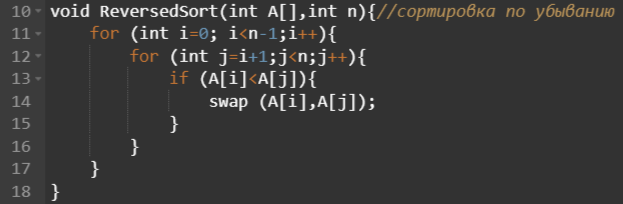 10 void ReversedSort(int A[],int n){//сортировка по убыванию
11 for (int i=0; i<n-1;i++){
12 for (int j=i+1;j<n;j++){
13 if (A[i]<A[j]){
14 swap (A[i],A[j]);
15 }
16 }
17 }
18 }